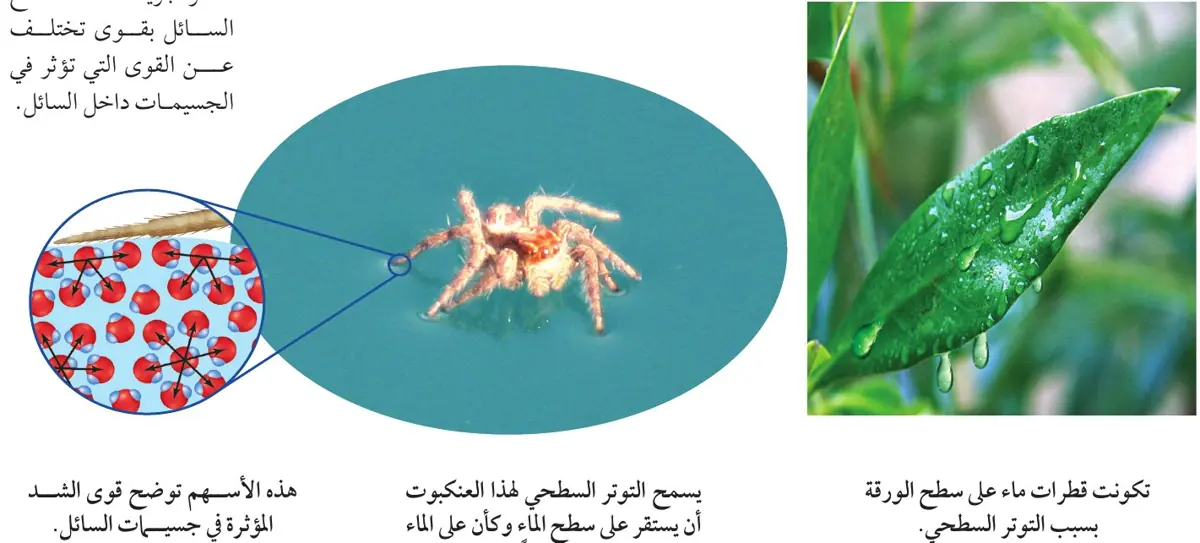 السائل بقوى تختلف
عن القوى التي تؤثر في
الجسيمات داخل السائل.
تكونت قطرات ماء على سطح الورقة
بسبب التوتر السطحي.
يسمح التوتر السطحي لهذا العنكبوت
أن يستقر على سطح الماء وكأن على الماء
هذه الأسهم توضح قوى الشد
المؤثرة في جسيمات السائل.